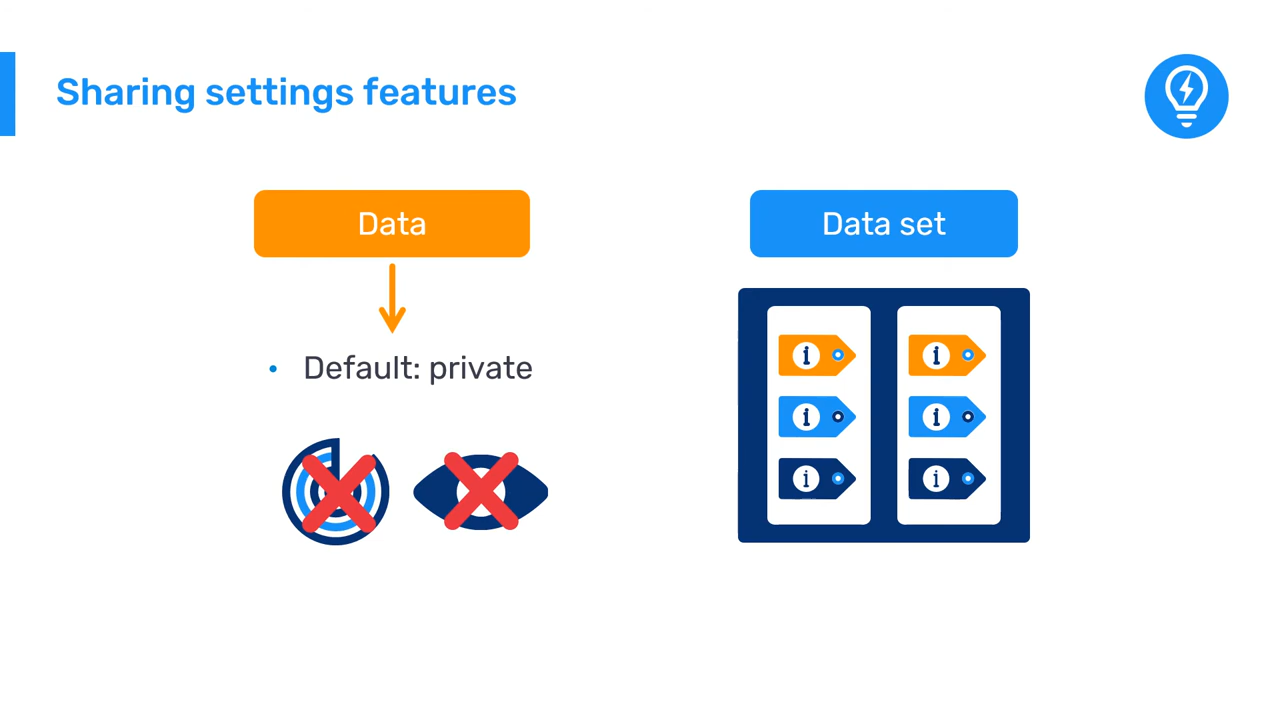 Sharing settings features
Data
Data set
• Default: private
i i
i i
i i